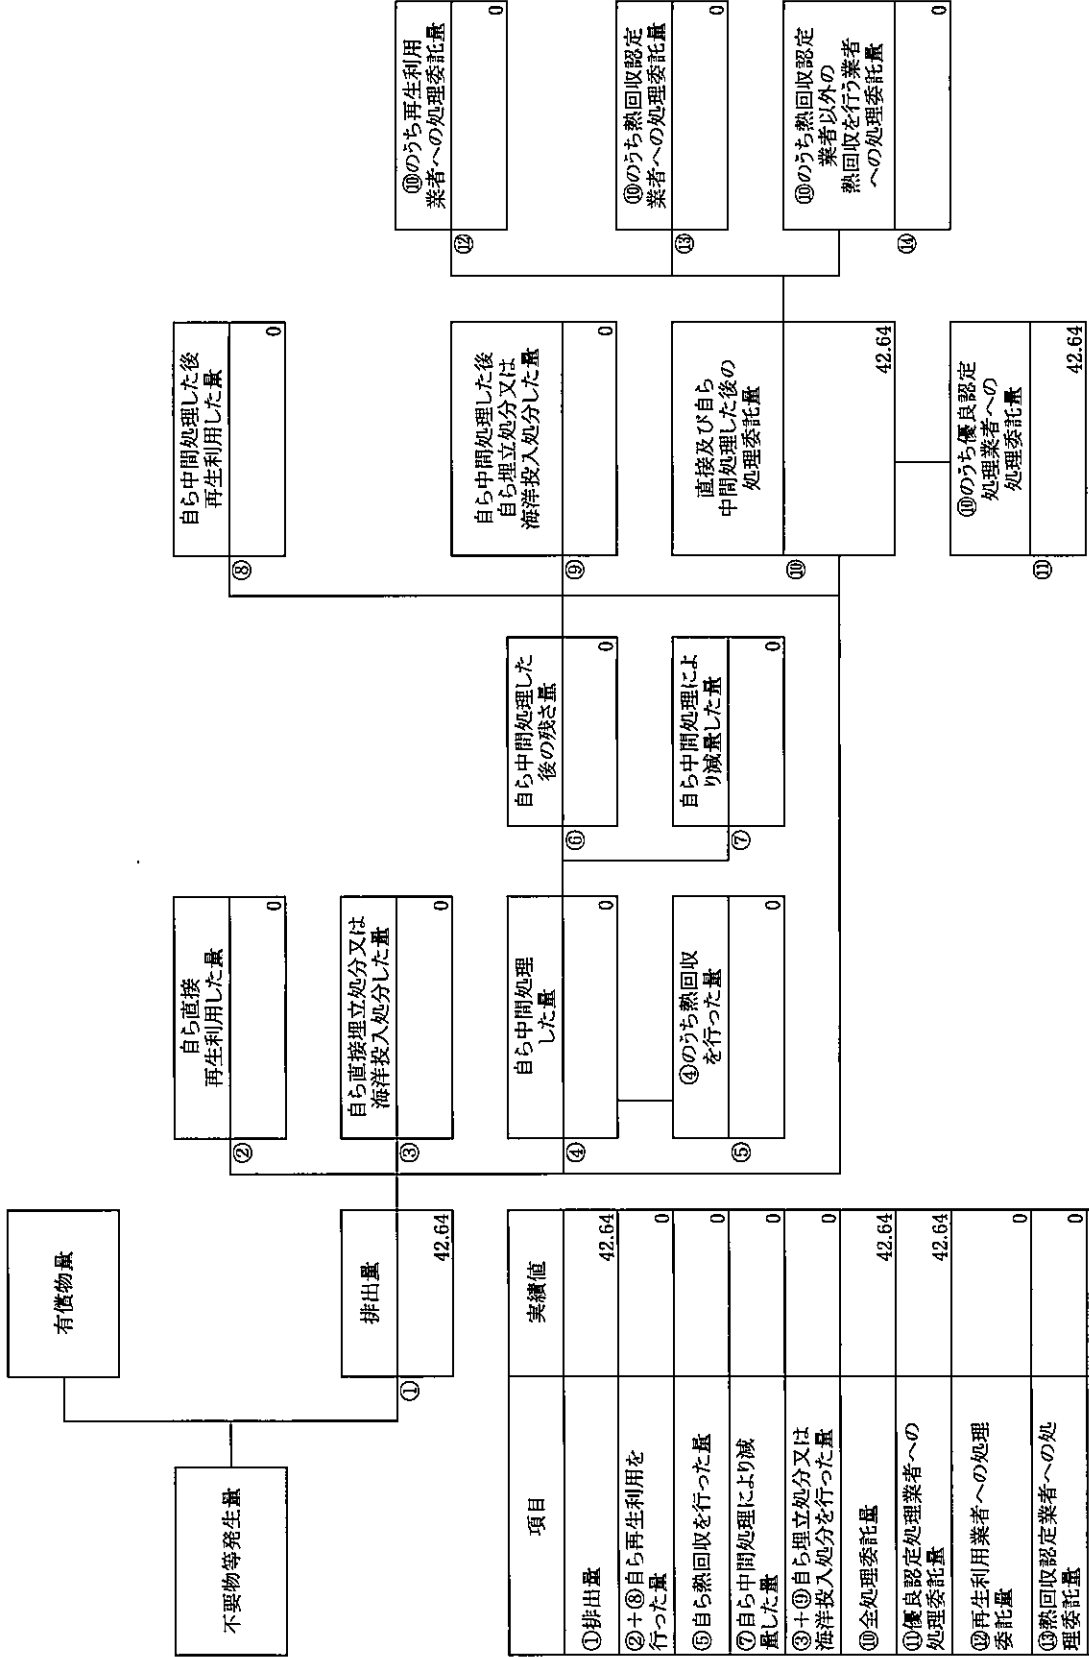 不要物等発生量
有償物量
排出量
①
42.64
自ら直接
再生利用した量
②
0
自ら直接埋立処分又は
海洋投入処分した量
③
0
自ら中間処理
した量
④
0
④のうち熱回収
を行った量
⑤
0
自ら中間処理した
後の残さ量
⑥
0
自ら中間処理によ
り減量した量
⑦
0
自ら中間処理した後
再生利用した量
⑧
0
自ら中間処理した後
自ら埋立処分又は
海洋投入処分した量
⑨
0
直接及び自ら
中間処理した後の
処理委託量
⑩
42.64
⑩のうち優良認定
処理業者への
処理委託量
⑪
42.64
⑩のうち再生利用
業者への処理委託量
⑫
0
⑩のうち熱回収認定
業者への処理委託量
⑬
0
⑩のうち熱回収認定
業者以外の
熱回収を行う業者
への処理委託量
⑭
0
項目 実績値
①排出量 42.64
②+⑧自ら再生利用を
行った量 0
⑤自ら熱回収を行った量 0
⑦自ら中間処理により減
量した量 0
③+⑨自ら埋立処分又は
海洋投入処分を行った量 0
⑩全処理委託量 42.64
⑪優良認定処理業者への
処理委託量 42.64
⑫再生利用業者への処理
委託量 0
⑬熱回収認定業者への処
理委託量 0